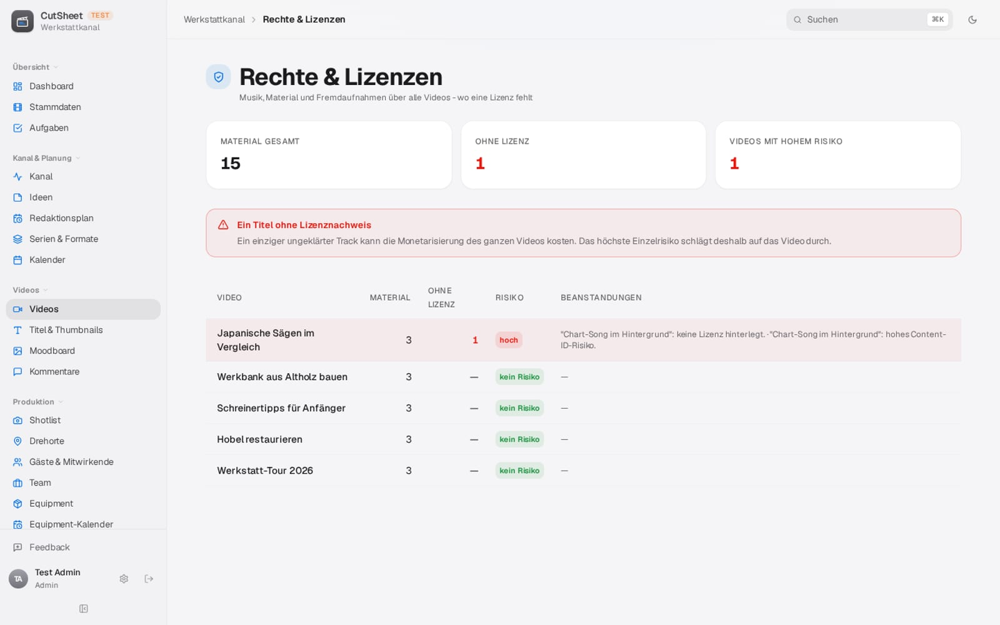 CutSheet TEST
Werkstattkanal
Übersicht
Dashboard
Stammdaten
Aufgaben
Kanal & Planung
Kanal
Ideen
Redaktionsplan
Serien & Formate
Kalender
Videos
Videos
Titel & Thumbnails
Moodboard
Kommentare
Produktion
Shotlist
Drehorte
Gäste & Mitwirkende
Team
Equipment
Equipment-Kalender
Feedback
TA
Test Admin
Admin
Werkstattkanal > Rechte & Lizenzen
Suchen ⌘K
Rechte & Lizenzen
Musik, Material und Fremdaufnahmen über alle Videos - wo eine Lizenz fehlt
MATERIAL GESAMT
15
OHNE LIZENZ
1
VIDEOS MIT HOHEM RISIKO
1
Ein Titel ohne Lizenznachweis
Ein einziger ungeklärter Track kann die Monetarisierung des ganzen Videos kosten. Das höchste Einzelrisiko schlägt deshalb auf das Video durch.
VIDEO MATERIAL OHNE LIZENZ RISIKO BEANSTANDUNGEN
Japanische Sägen im Vergleich 3 1 hoch "Chart-Song im Hintergrund": keine Lizenz hinterlegt. · "Chart-Song im Hintergrund": hohes Content-
ID-Risiko.
Werkbank aus Altholz bauen 3 — kein Risiko —
Schreinertipps für Anfänger 3 — kein Risiko —
Hobel restaurieren 3 — kein Risiko —
Werkstatt-Tour 2026 3 — kein Risiko —